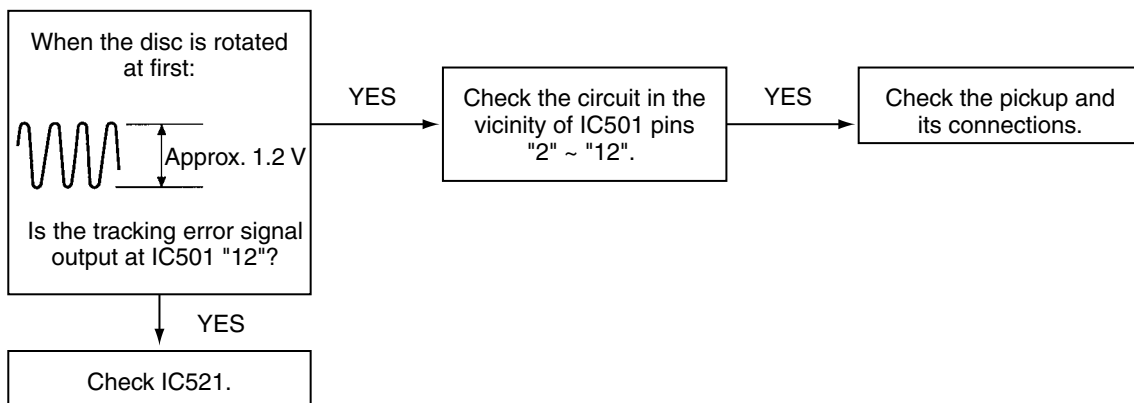 When the disc is rotated
at first:
Approx. 1.2 V
Is the tracking error signal
output at IC501 "12"?
YES
Check the circuit in the
vicinity of IC501 pins
"2" ~ "12".
YES
Check the pickup and
its connections.
YES
Check IC521.